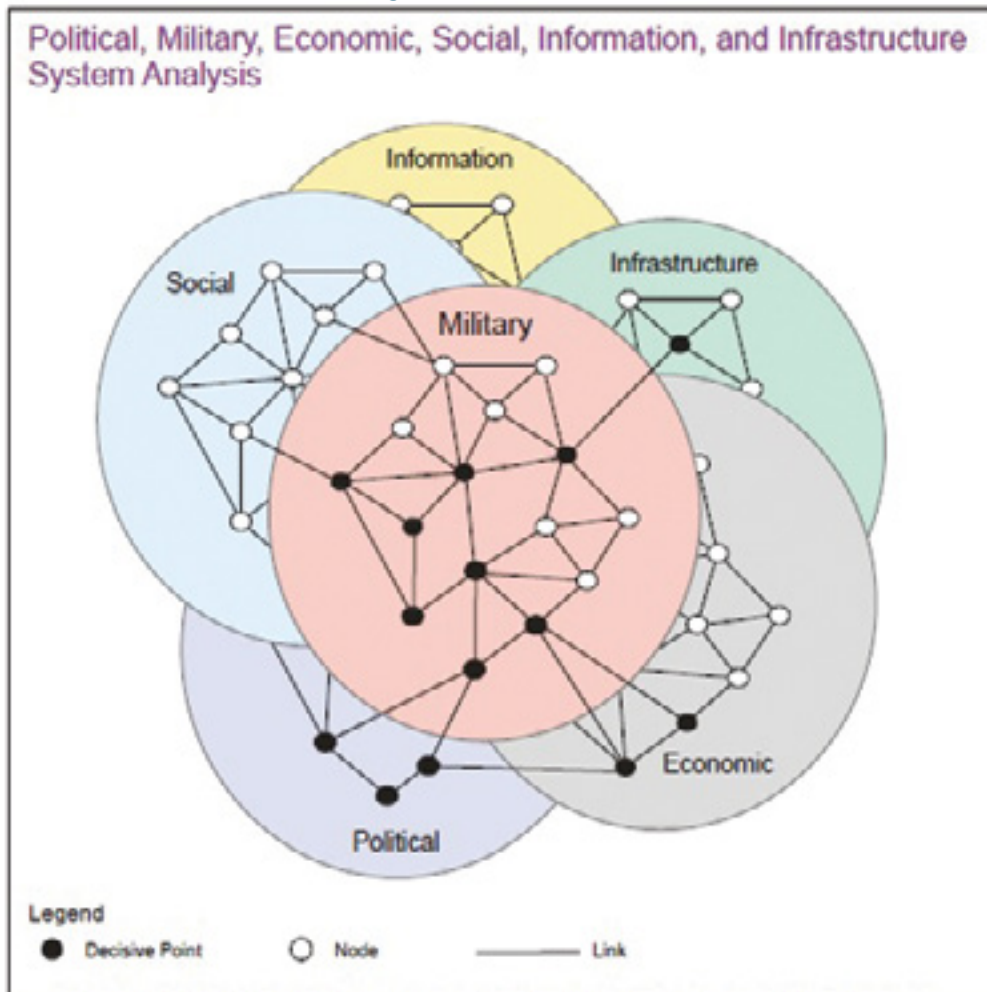 Political, Military, Economic, Social, Information, and Infrastructure
System Analysis
Information
Infrastructure
Social
Military
Economic
Political
Legend
Decisive Point
Node
Link